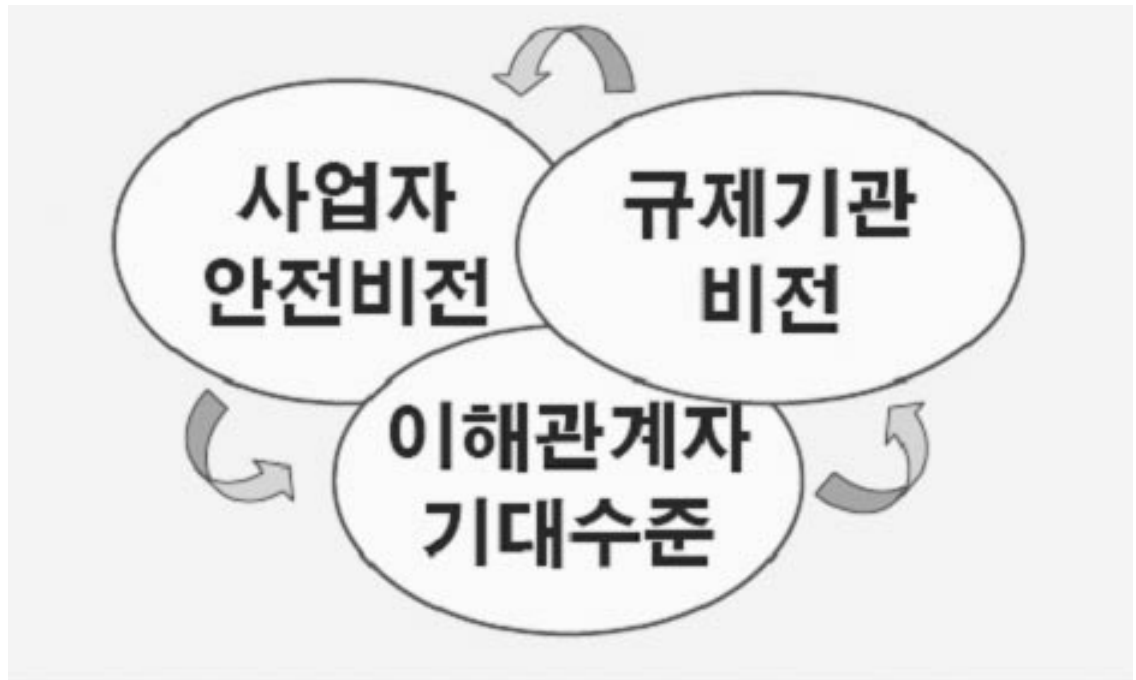 사업자
안전비전
규제기관
비전
이해관계자
기대수준